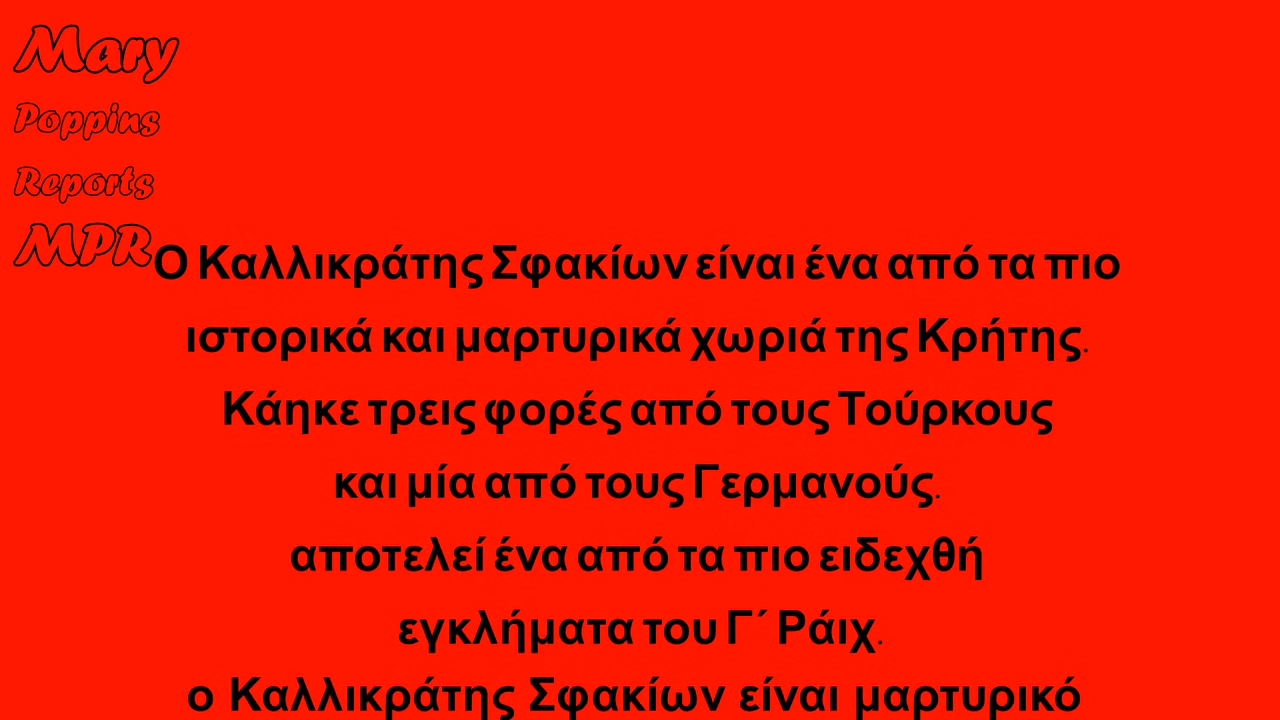 Mary
Poppins
Reports
MPR
Ο Καλλικράτης Σφακίων είναι ένα από τα πιο
ιστορικά και μαρτυρικά χωριά της Κρήτης.
Κάηκε τρεις φορές από τους Τούρκους
και μία από τους Γερμανούς.
αποτελεί ένα από τα πιο ειδεχθή
εγκλήματα του Γ΄ Ράιχ.
ο Καλλικράτης Σφακίων είναι μαρτυρικό